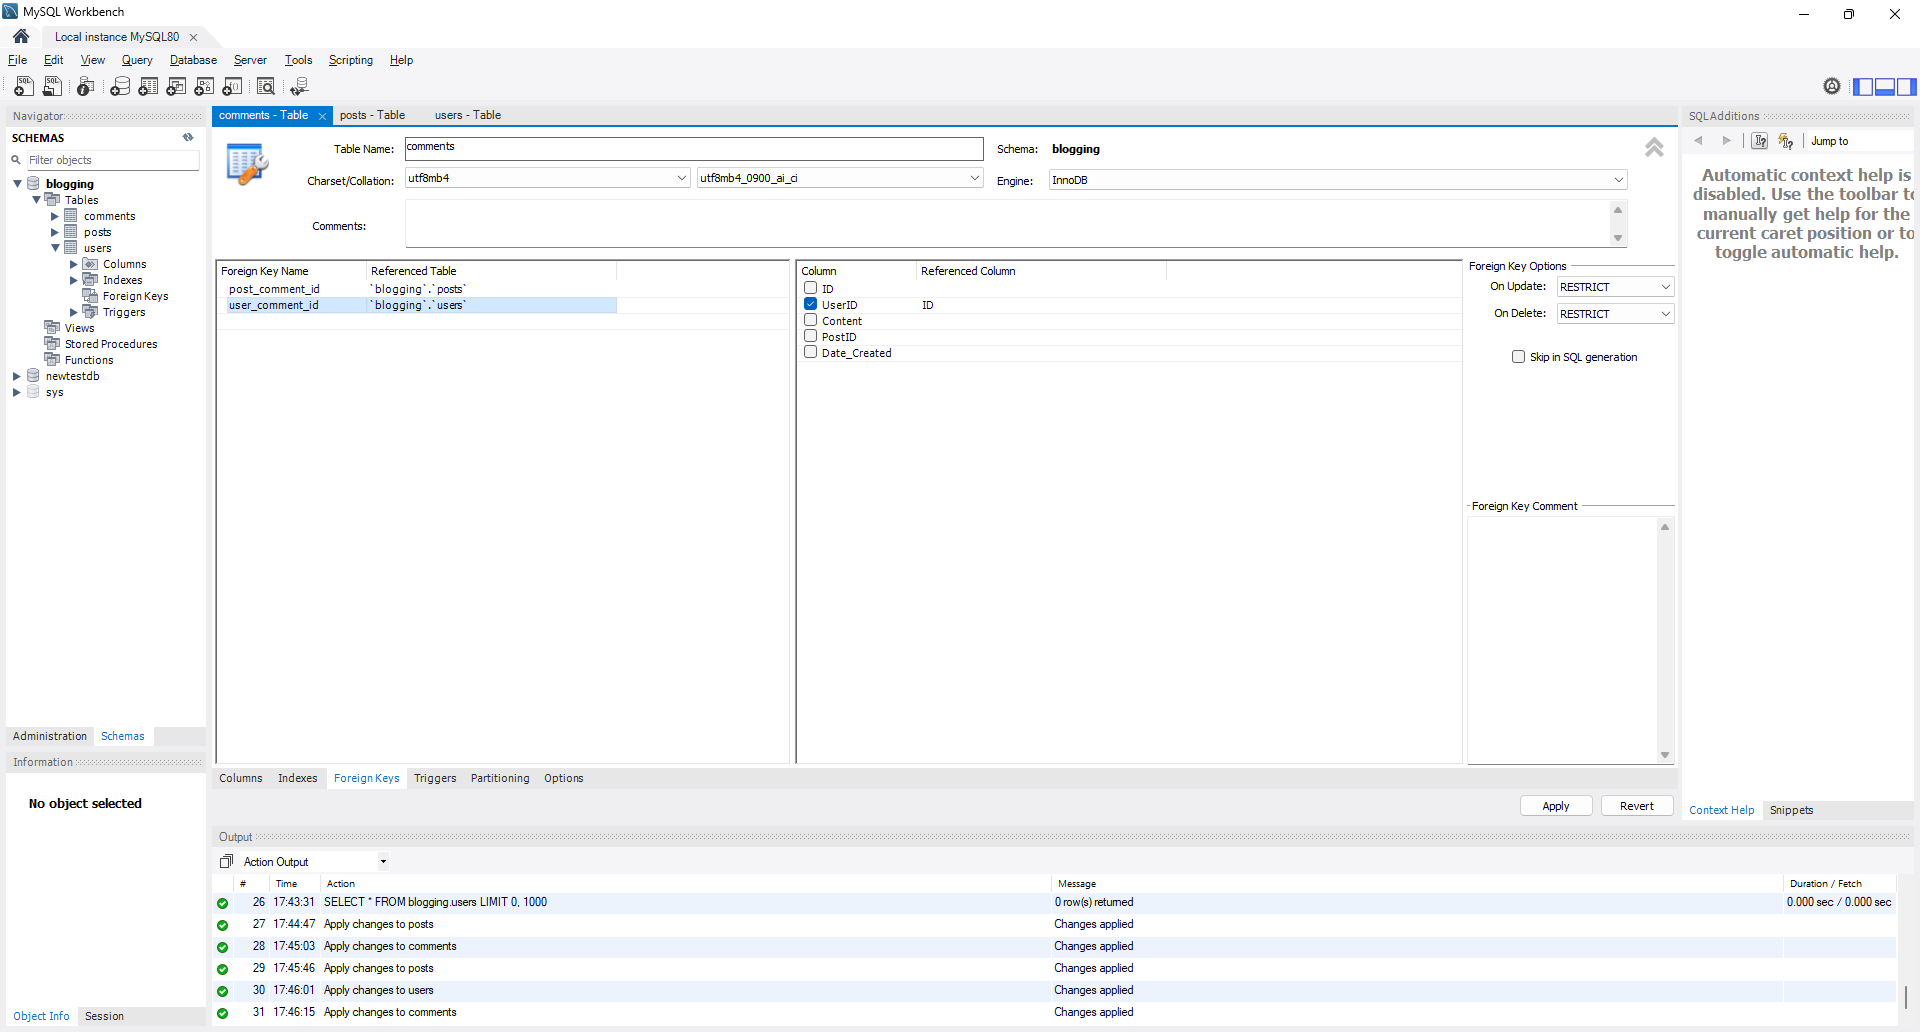 MySQL Workbench
Local instance MySQL80
File Edit View Query Database Server Tools Scripting Help
Navigator
SCHEMAS
Filter objects
blogging
Tables
comments
posts
users
Columns
Indexes
Foreign Keys
Triggers
Views
Stored Procedures
Functions
newtestdb
sys
Administration Schemas
Information
No object selected
Object Info Session
comments - Table posts - Table users - Table
Table Name: comments Schema: blogging
Charset/Collation: utf8mb4 utf8mb4_0900_ai_ci Engine: InnoDB
Comments:
Foreign Key Name Referenced Table
post_comment_id `blogging`.`posts`
user_comment_id `blogging`.`users`
Column Referenced Column
ID
UserID ID
Content
PostID
Date_Created
Foreign Key Options
On Update: RESTRICT
On Delete: RESTRICT
Skip in SQL generation
Foreign Key Comment
Columns Indexes Foreign Keys Triggers Partitioning Options
Apply Revert
SQLAdditions
Jump to
Automatic context help is
disabled. Use the toolbar to
manually get help for the
current caret position or to
toggle automatic help.
Context Help Snippets
Output
Action Output
# Time Action Message Duration / Fetch
26 17:43:31 SELECT * FROM blogging.users LIMIT 0, 1000 0 row(s) returned 0.000 sec / 0.000 sec
27 17:44:47 Apply changes to posts Changes applied
28 17:45:03 Apply changes to comments Changes applied
29 17:45:46 Apply changes to posts Changes applied
30 17:46:01 Apply changes to users Changes applied
31 17:46:15 Apply changes to comments Changes applied